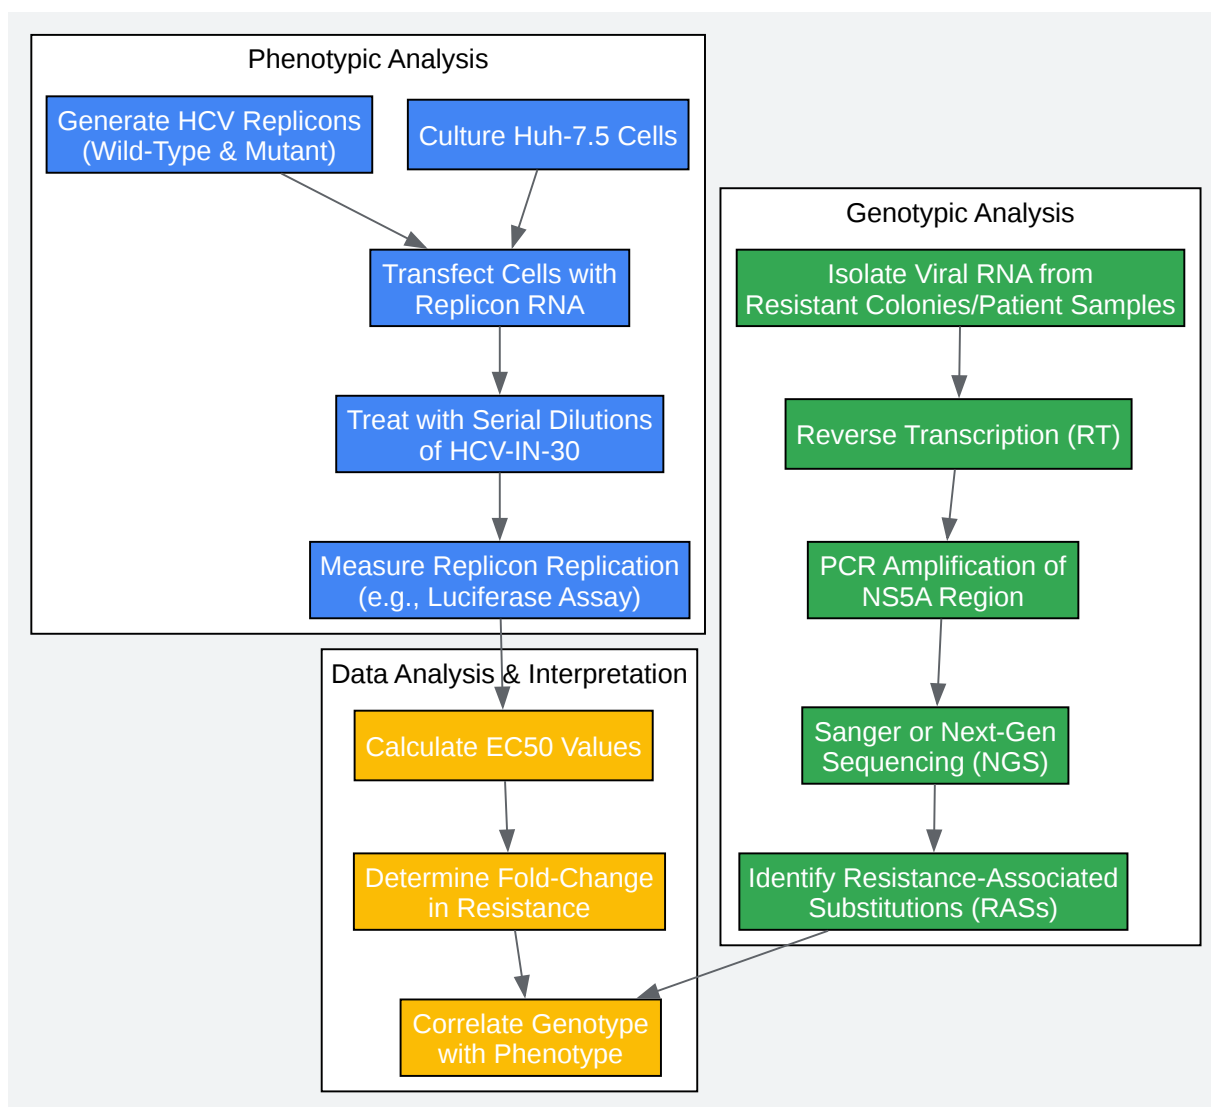 Phenotypic Analysis
Generate HCV Replicons
(Wild-Type & Mutant)
Culture Huh-7.5 Cells
Transfect Cells with
Replicon RNA
Treat with Serial Dilutions
of HCV-IN-30
Measure Replicon Replication
(e.g., Luciferase Assay)
Genotypic Analysis
Isolate Viral RNA from
Resistant Colonies/Patient Samples
Reverse Transcription (RT)
PCR Amplification of
NS5A Region
Sanger or Next-Gen
Sequencing (NGS)
Identify Resistance-Associated
Substitutions (RASs)
Data Analysis & Interpretation
Calculate EC50 Values
Determine Fold-Change
in Resistance
Correlate Genotype
with Phenotype